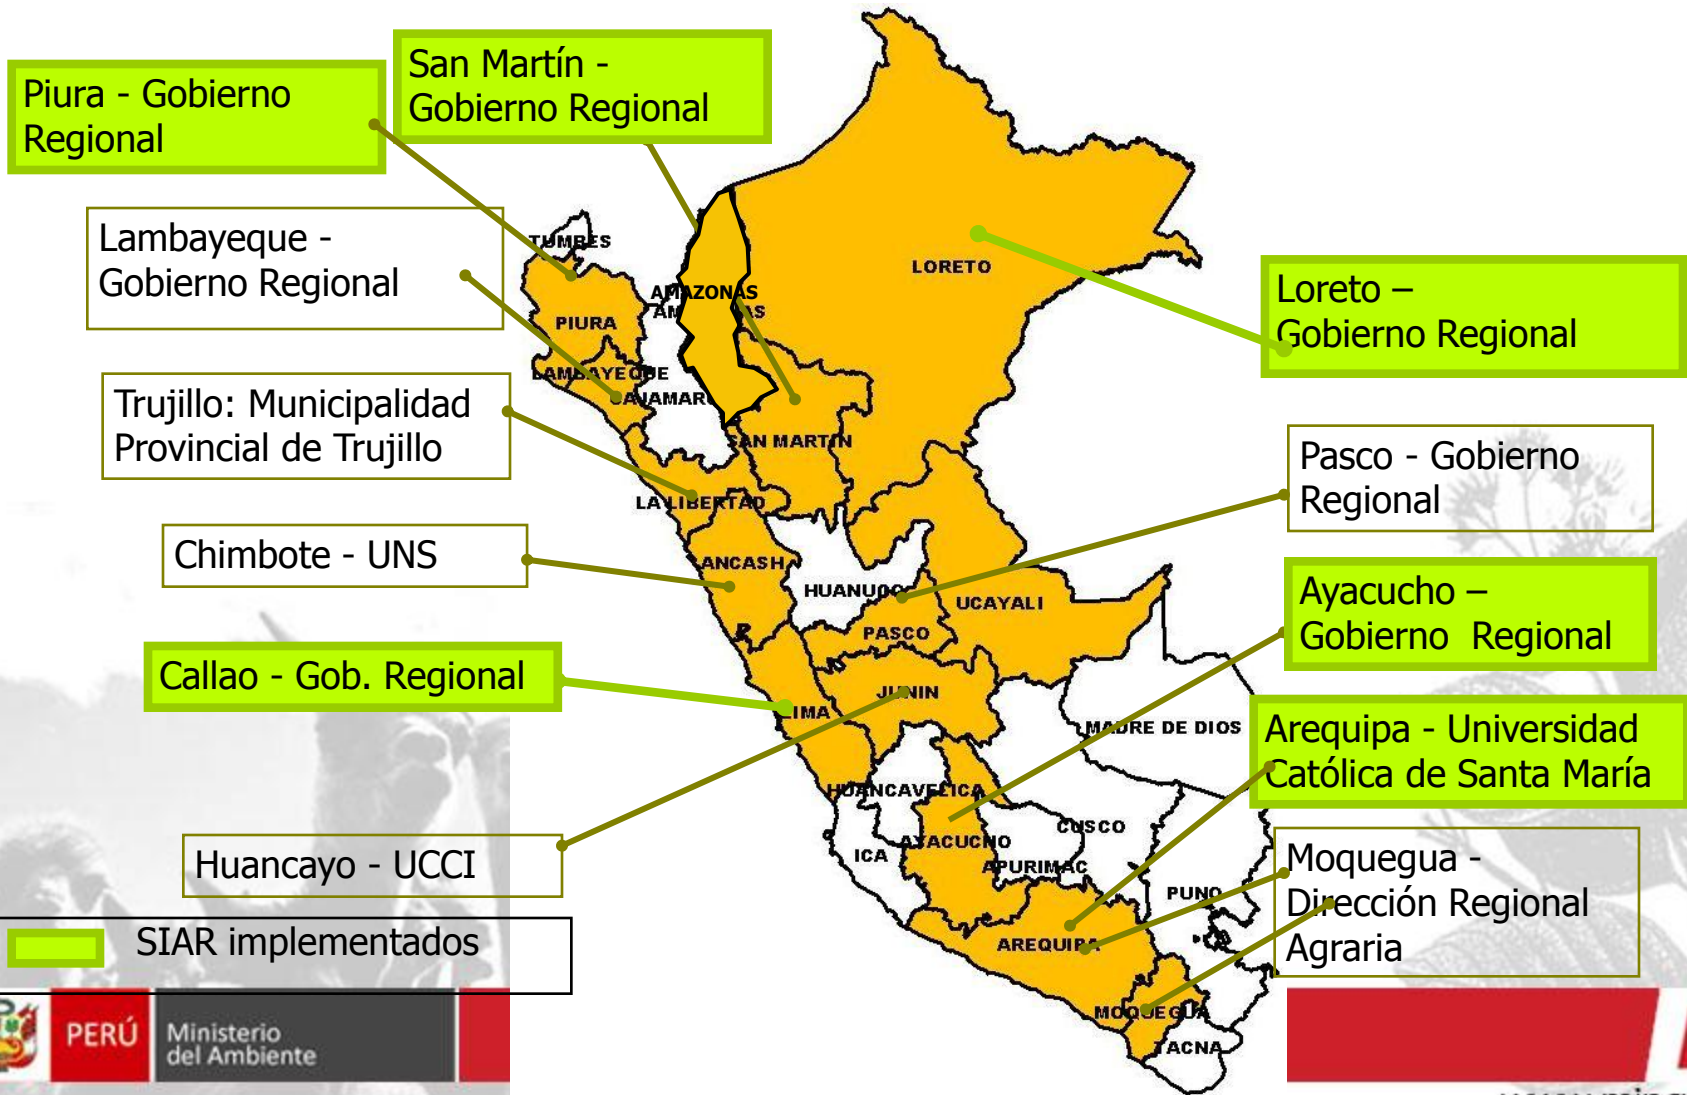 San Martín -
Gobierno Regional
Piura - Gobierno
Regional
Lambayeque -
Gobierno Regional
Trujillo: Municipalidad
Provincial de Trujillo
Chimbote - UNS
Callao - Gob. Regional
Huancayo - UCCI
SIAR implementados
Loreto –
Gobierno Regional
Pasco - Gobierno
Regional
Ayacucho –
Gobierno Regional
Arequipa - Universidad
Católica de Santa María
Moquegua -
Dirección Regional
Agraria
TUMBES
PIURA
LAMBAYEQUE
AMAZONAS
LORETO
SAN MARTIN
LA LIBERTAD
ANCASH
HUANUCO
UCAYALI
PASCO
JUNIN
LIMA
MADRE DE DIOS
HUANCAVELICA
CUSCO
ICA
AYACUCHO
APURIMAC
PUNO
AREQUIPA
MOQUEGUA
TACNA
PERÚ
Ministerio
del Ambiente